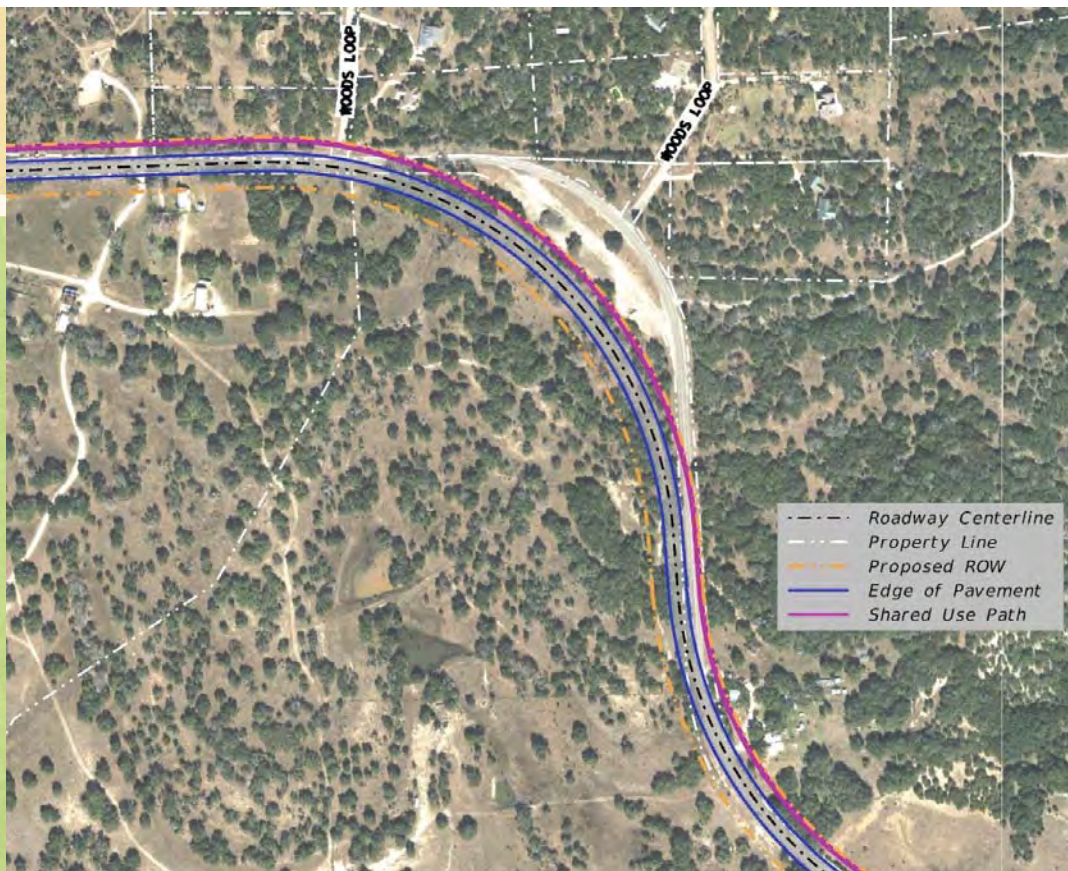 WOODS LOOP
WOODS LOOP
Roadway Centerline
Property Line
Proposed ROW
Edge of Pavement
Shared Use Path